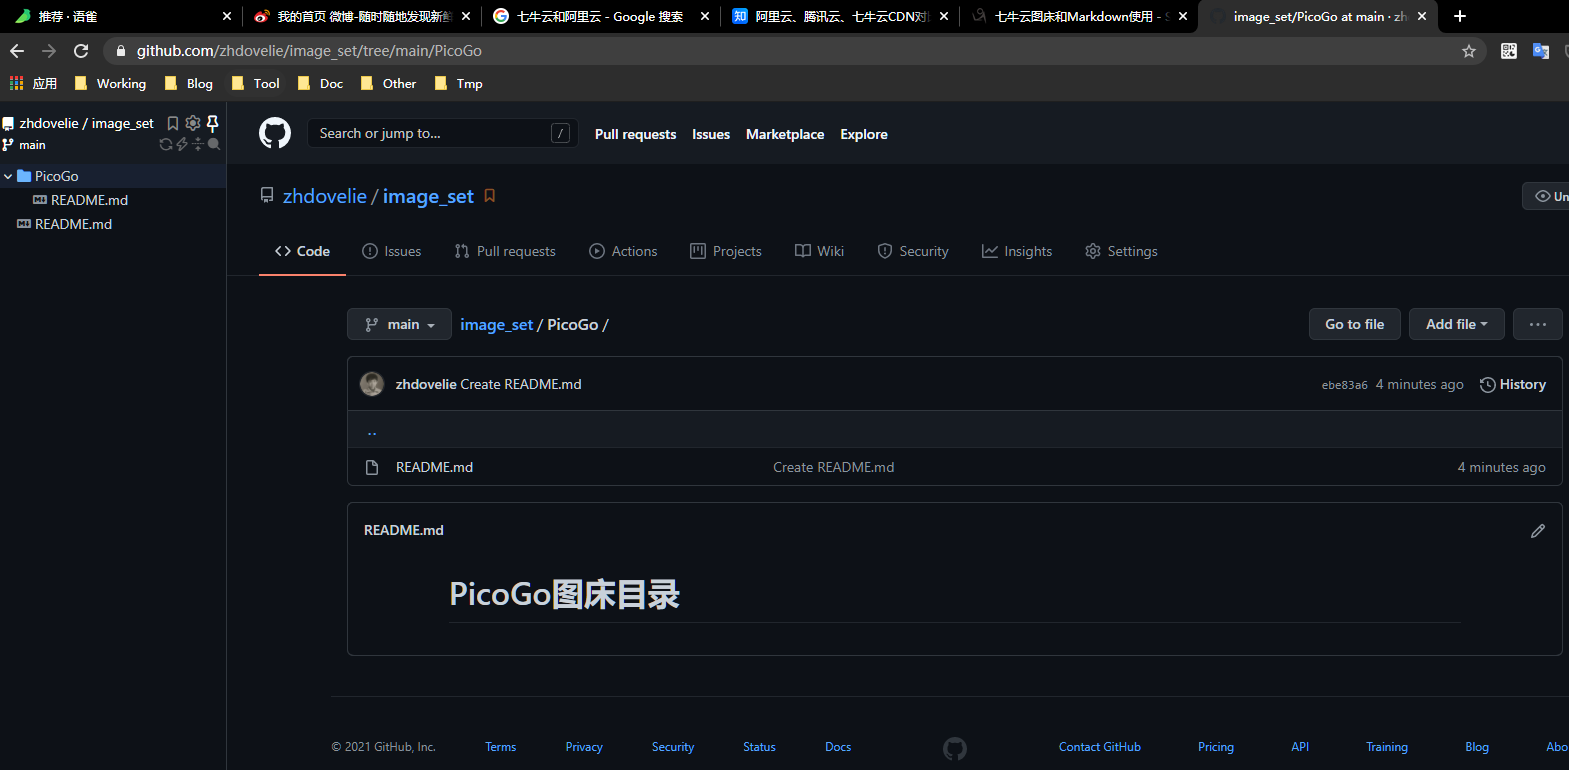 推荐 · 语雀
我的首页 微博-随时随地发现新鲜
七牛云和阿里云 - Google 搜索
阿里云、腾讯云、七牛云CDN对比
七牛云图床和Markdown使用 - S
image_set/PicoGo at main · zh
github.com/zhdovelie/image_set/tree/main/PicoGo
应用 Working Blog Tool Doc Other Tmp
zhdovelie / image_set
main
PicoGo
README.md
README.md
Search or jump to... /
Pull requests Issues Marketplace Explore
zhdovelie / image_set
Un
Code Issues Pull requests Actions Projects Wiki Security Insights Settings
main image_set / PicoGo /
Go to file Add file ...
zhdovelie Create README.md ebe83a6 4 minutes ago History
..
README.md Create README.md 4 minutes ago
README.md
PicoGo图床目录
© 2021 GitHub, Inc. Terms Privacy Security Status Docs Contact GitHub Pricing API Training Blog Abo